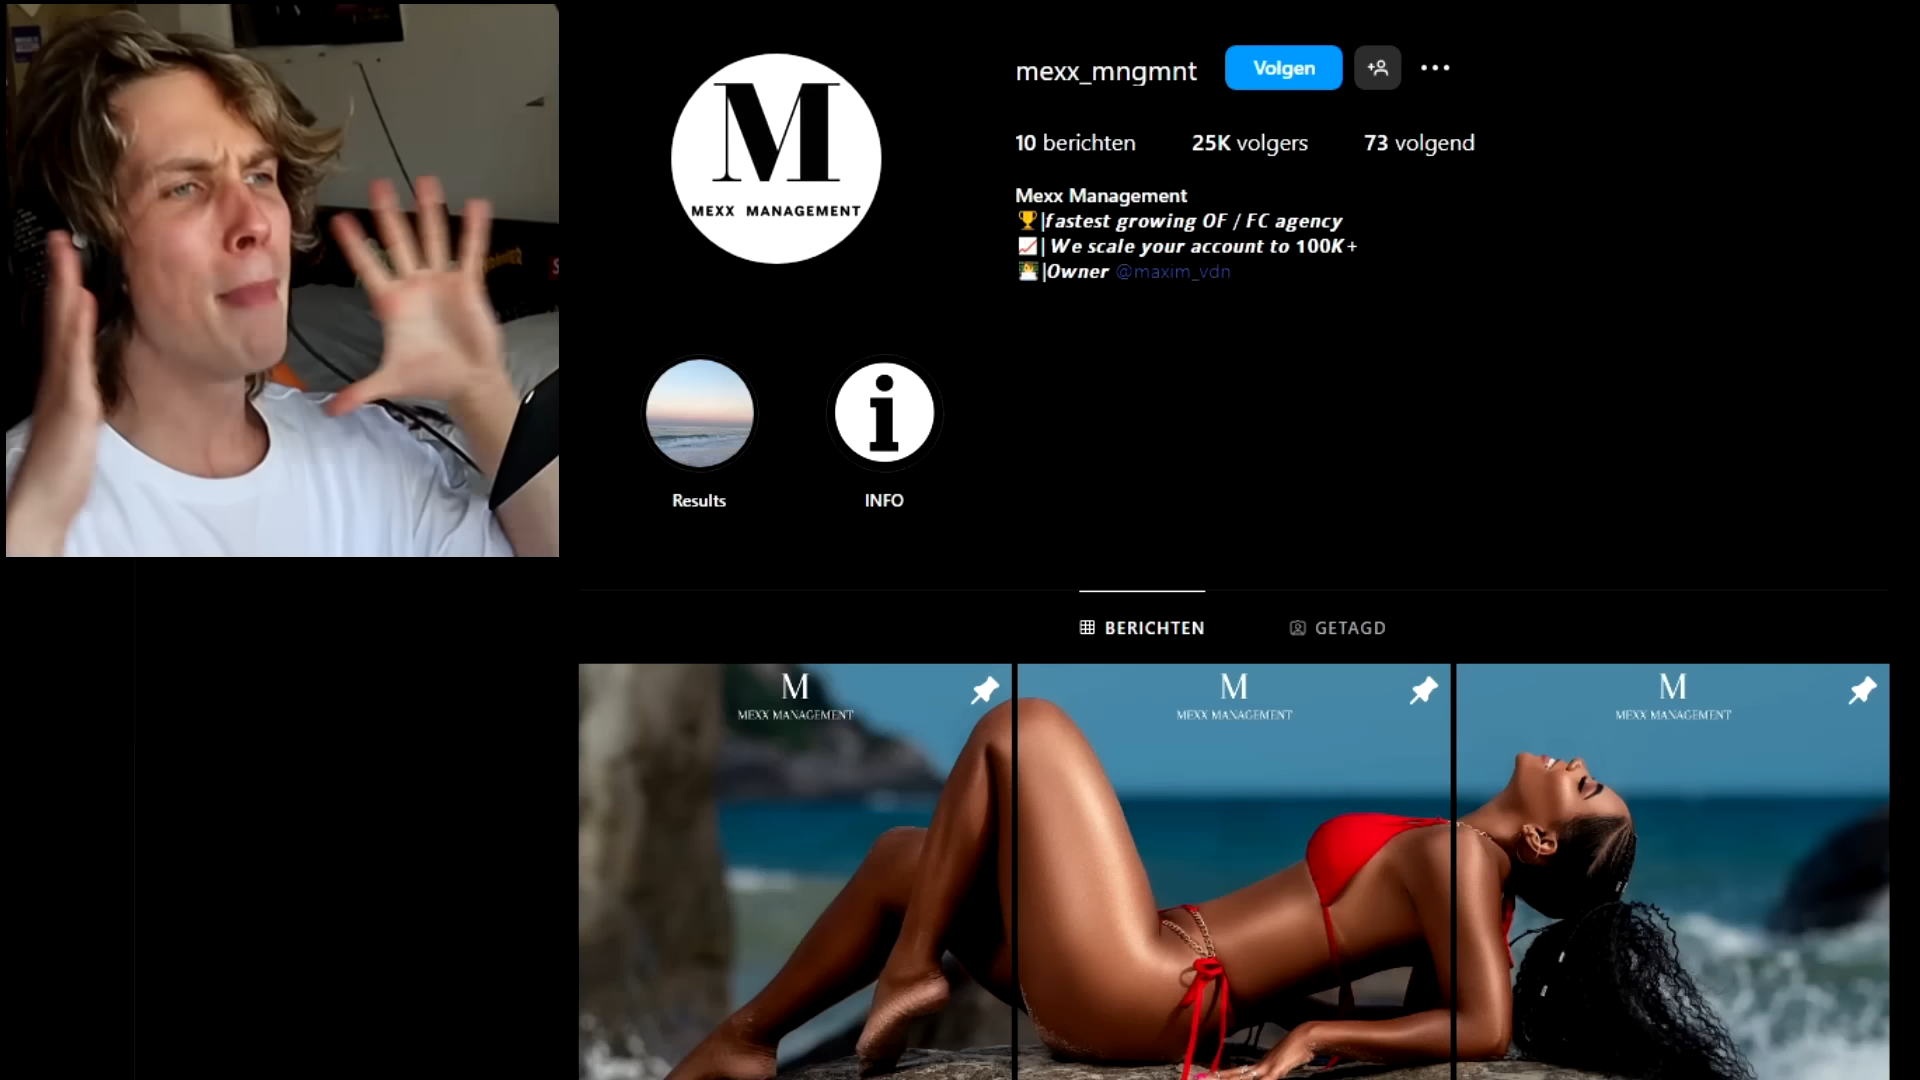 M
MEXX MANAGEMENT
mexx_mngmnt
Volgen
10 berichten 25K volgers 73 volgend
Mexx Management
🏆|fastest growing OF / FC agency
📈| We scale your account to 100K+
👨‍💻|Owner @maxim_vdn
Results
INFO
BERICHTEN
GETAGD
M
MEXX MANAGEMENT
M
MEXX MANAGEMENT
M
MEXX MANAGEMENT